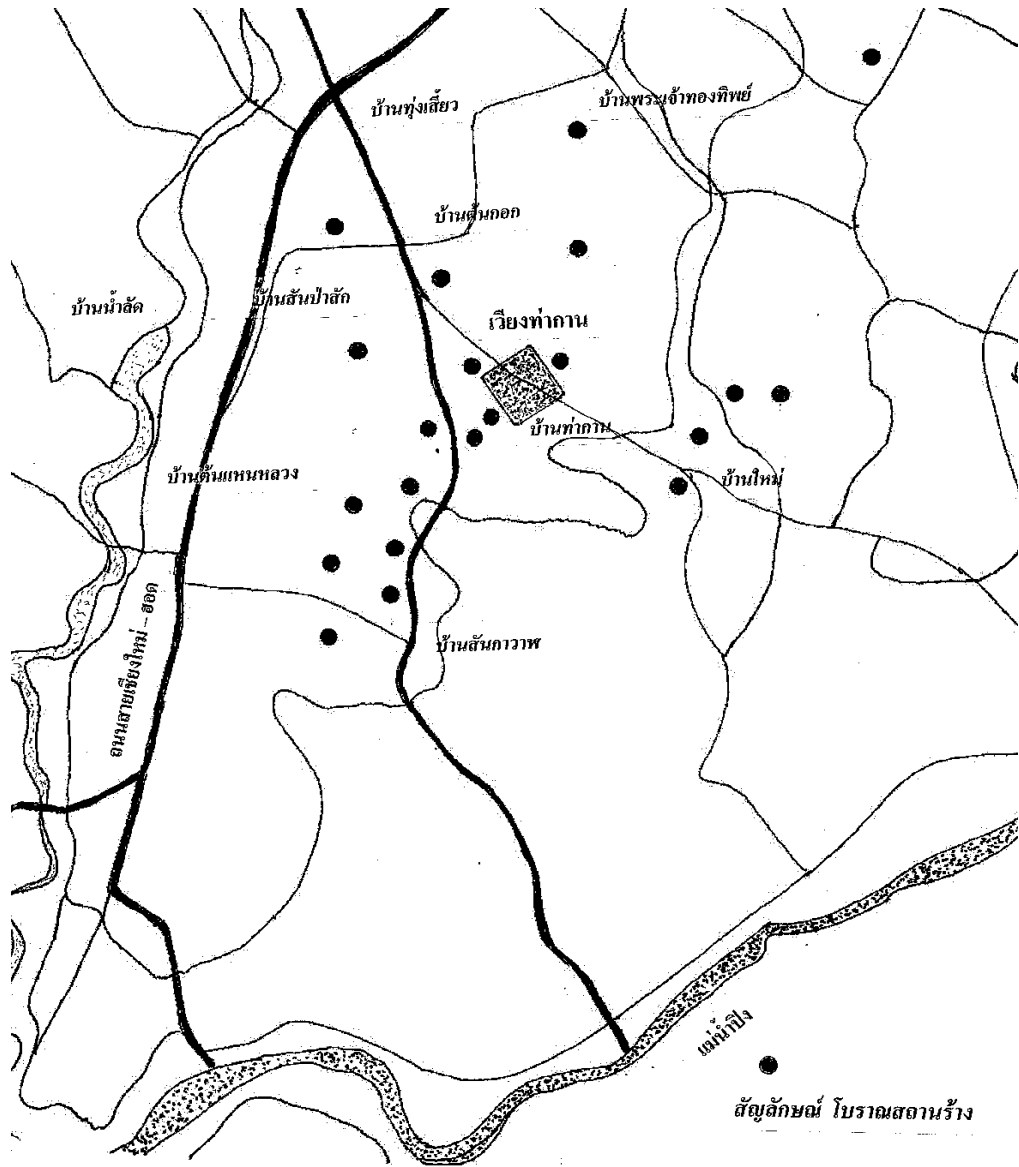 บ้านทุ่งเสี้ยว
บ้านพระเจ้าทองทิพย์
บ้านต้นกอก
บ้านน้ำลัด
บ้านสันป่าสัก
เวียงท่ากาน
บ้านท่ากาน
บ้านต้นแหนหลวง
บ้านใหม่
ถนนสายเชียงใหม่ - ฮอด
บ้านสันกาวาฬ
แม่น้ำปิง
สัญลักษณ์ โบราณสถานร้าง